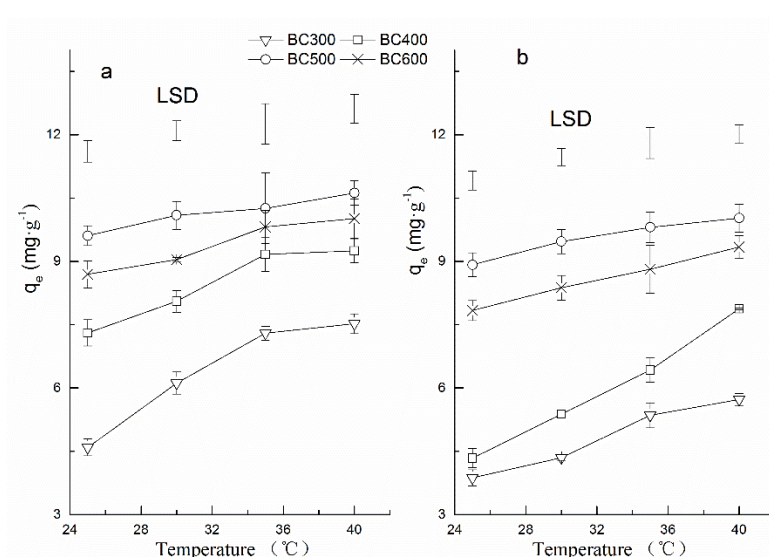 BC300 BC400
BC500 BC600
a
b
LSD
LSD
12
9
6
3
12
9
6
3
qe (mg·g-1)
qe (mg·g-1)
24 28 32 36 40
24 28 32 36 40
Temperature （℃）
Temperature （℃）